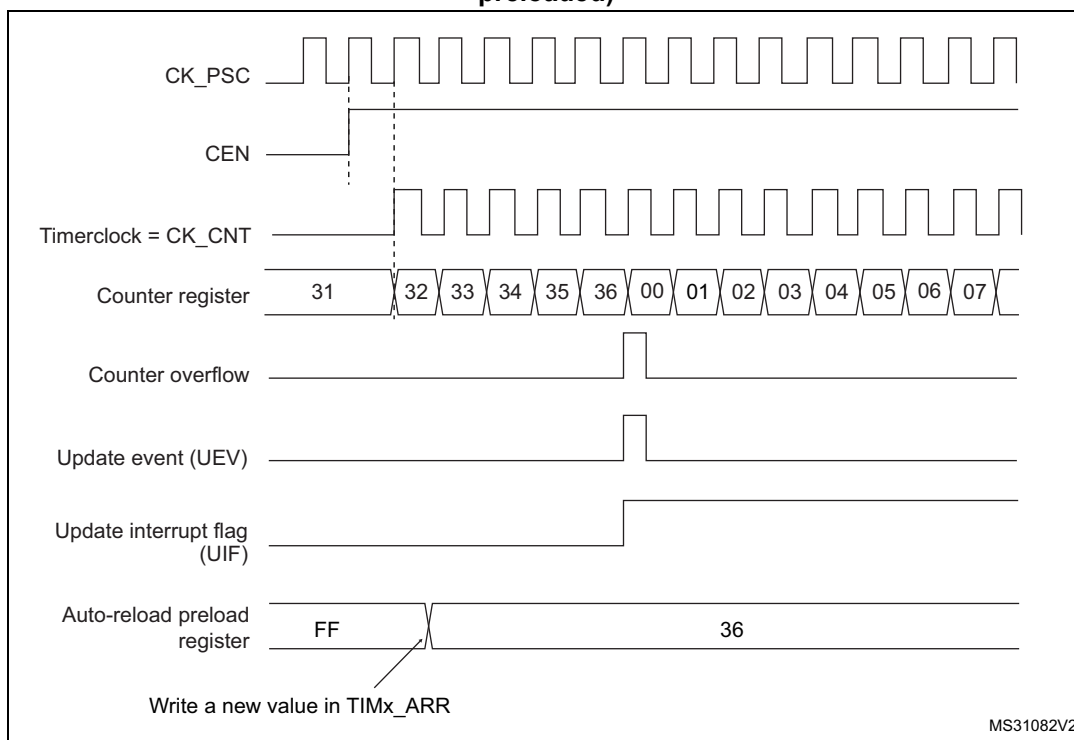 preloaded)
CK_PSC
CEN
Timerclock = CK_CNT
Counter register 31 32 33 34 35 36 00 01 02 03 04 05 06 07
Counter overflow
Update event (UEV)
Update interrupt flag
(UIF)
Auto-reload preload
register FF 36
Write a new value in TIMx_ARR
MS31082V2